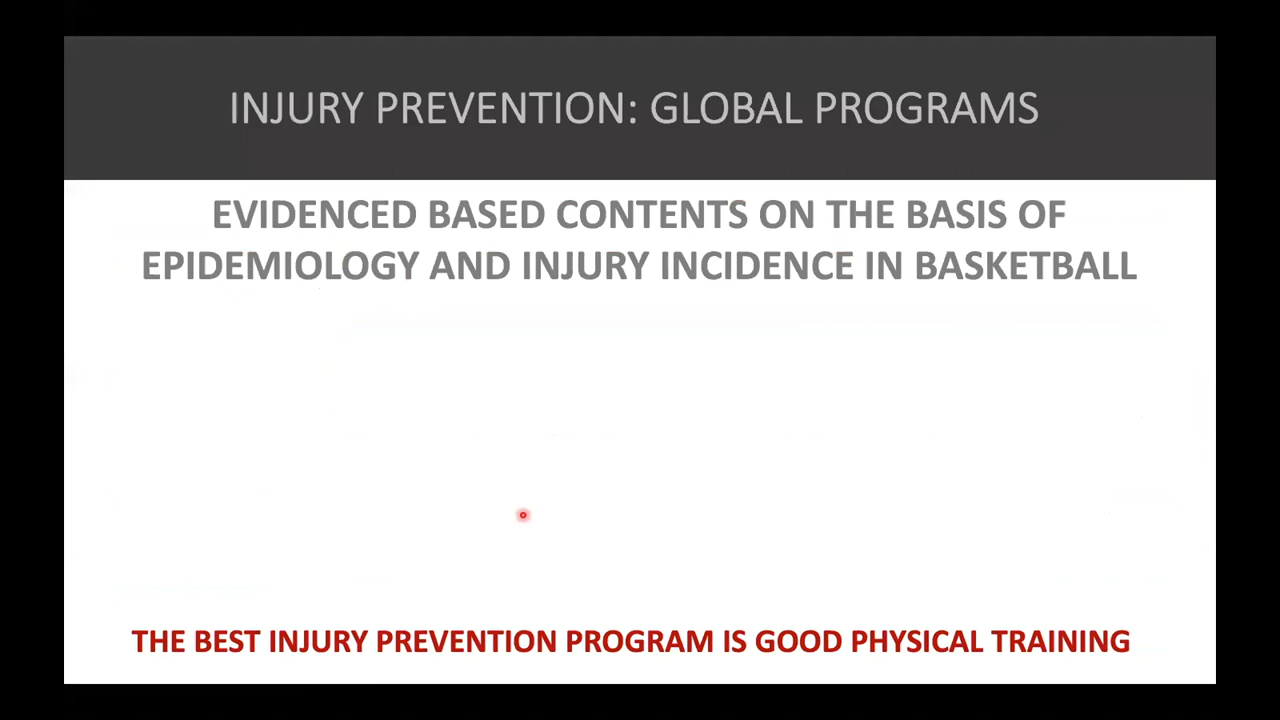 INJURY PREVENTION: GLOBAL PROGRAMS
EVIDENCED BASED CONTENTS ON THE BASIS OF
EPIDEMIOLOGY AND INJURY INCIDENCE IN BASKETBALL
THE BEST INJURY PREVENTION PROGRAM IS GOOD PHYSICAL TRAINING